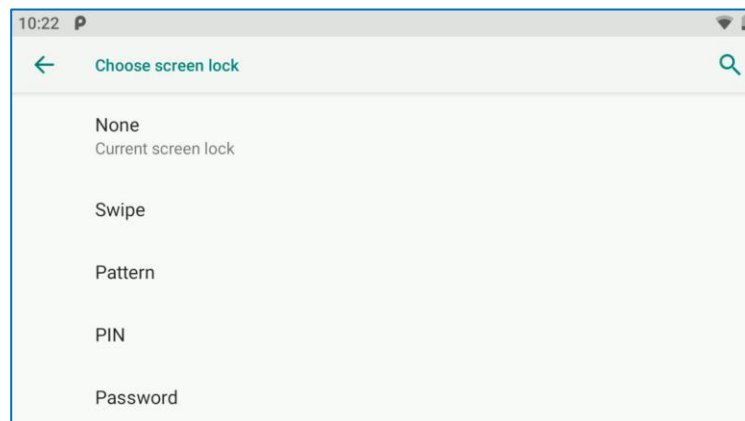 10:22
Choose screen lock
None
Current screen lock
Swipe
Pattern
PIN
Password